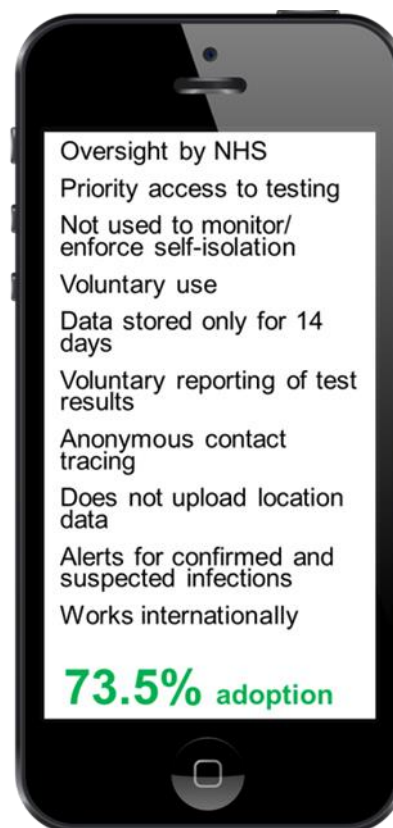 Oversight by NHS
Priority access to testing
Not used to monitor/
enforce self-isolation
Voluntary use
Data stored only for 14
days
Voluntary reporting of test
results
Anonymous contact
tracing
Does not upload location
data
Alerts for confirmed and
suspected infections
Works internationally
73.5% adoption